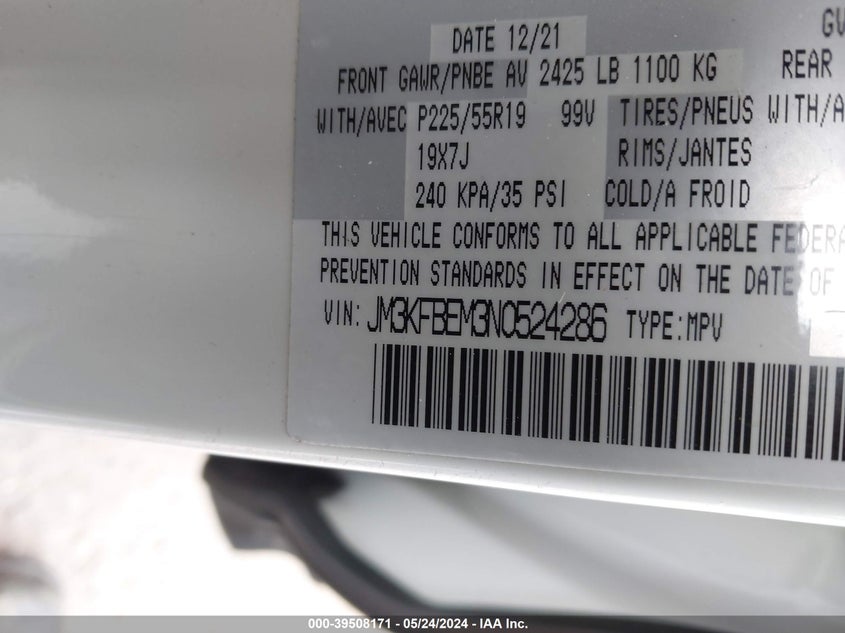 DATE 12/21
GV
FRONT GAWR/PNBE AV 2425 LB 1100 KG REAR
WITH/AVEC P225/55R19 99V TIRES/PNEUS WITH/A
19X7J RIMS/JANTES
240 KPA/35 PSI COLD/A FROID
THIS VEHICLE CONFORMS TO ALL APPLICABLE FEDERA
PREVENTION STANDARDS IN EFFECT ON THE DATE OF
VIN: JM3KFBEM3N0524286 TYPE:MPV
000-39508171 - 05/24/2024 - IAA Inc.